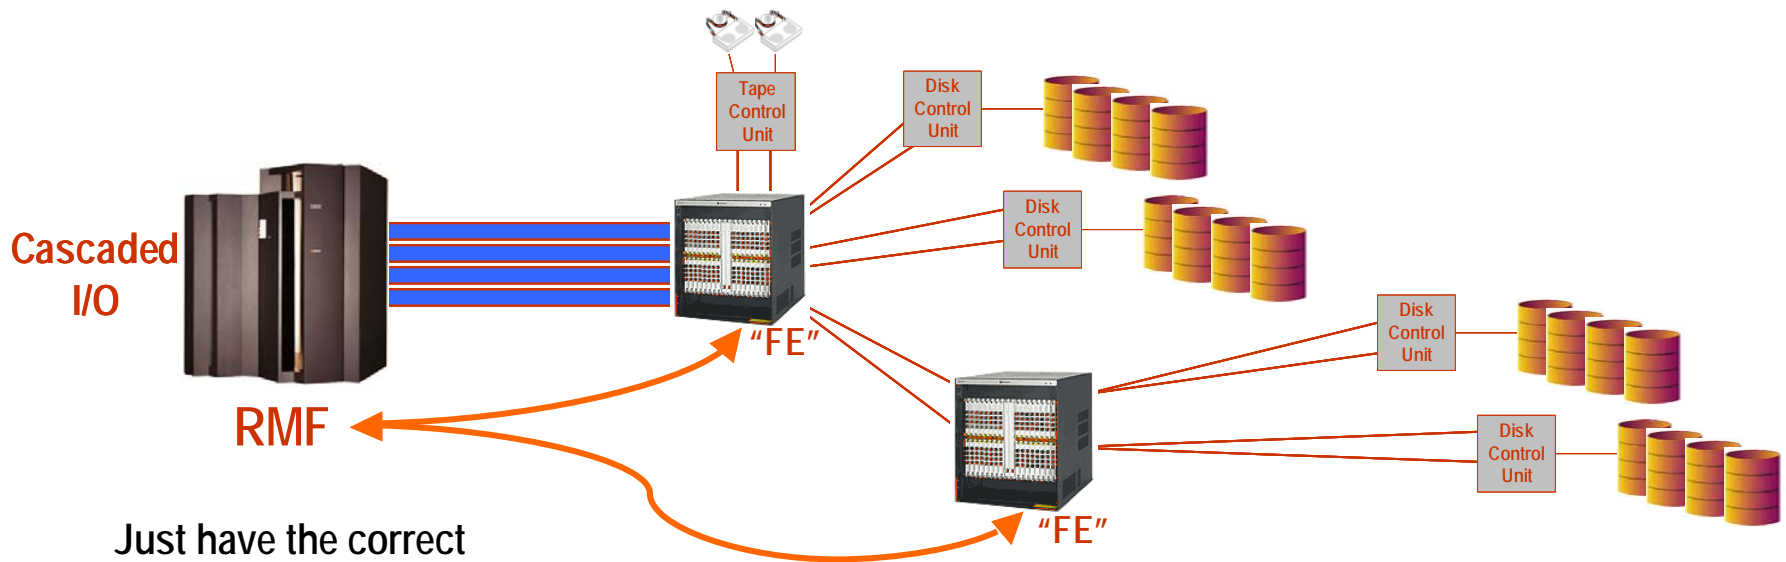 Tape
Control
Unit
Disk
Control
Unit
Disk
Control
Unit
Cascaded
I/O
Disk
Control
Unit
"FE"
RMF
Disk
Control
Unit
"FE"
Just have the correct